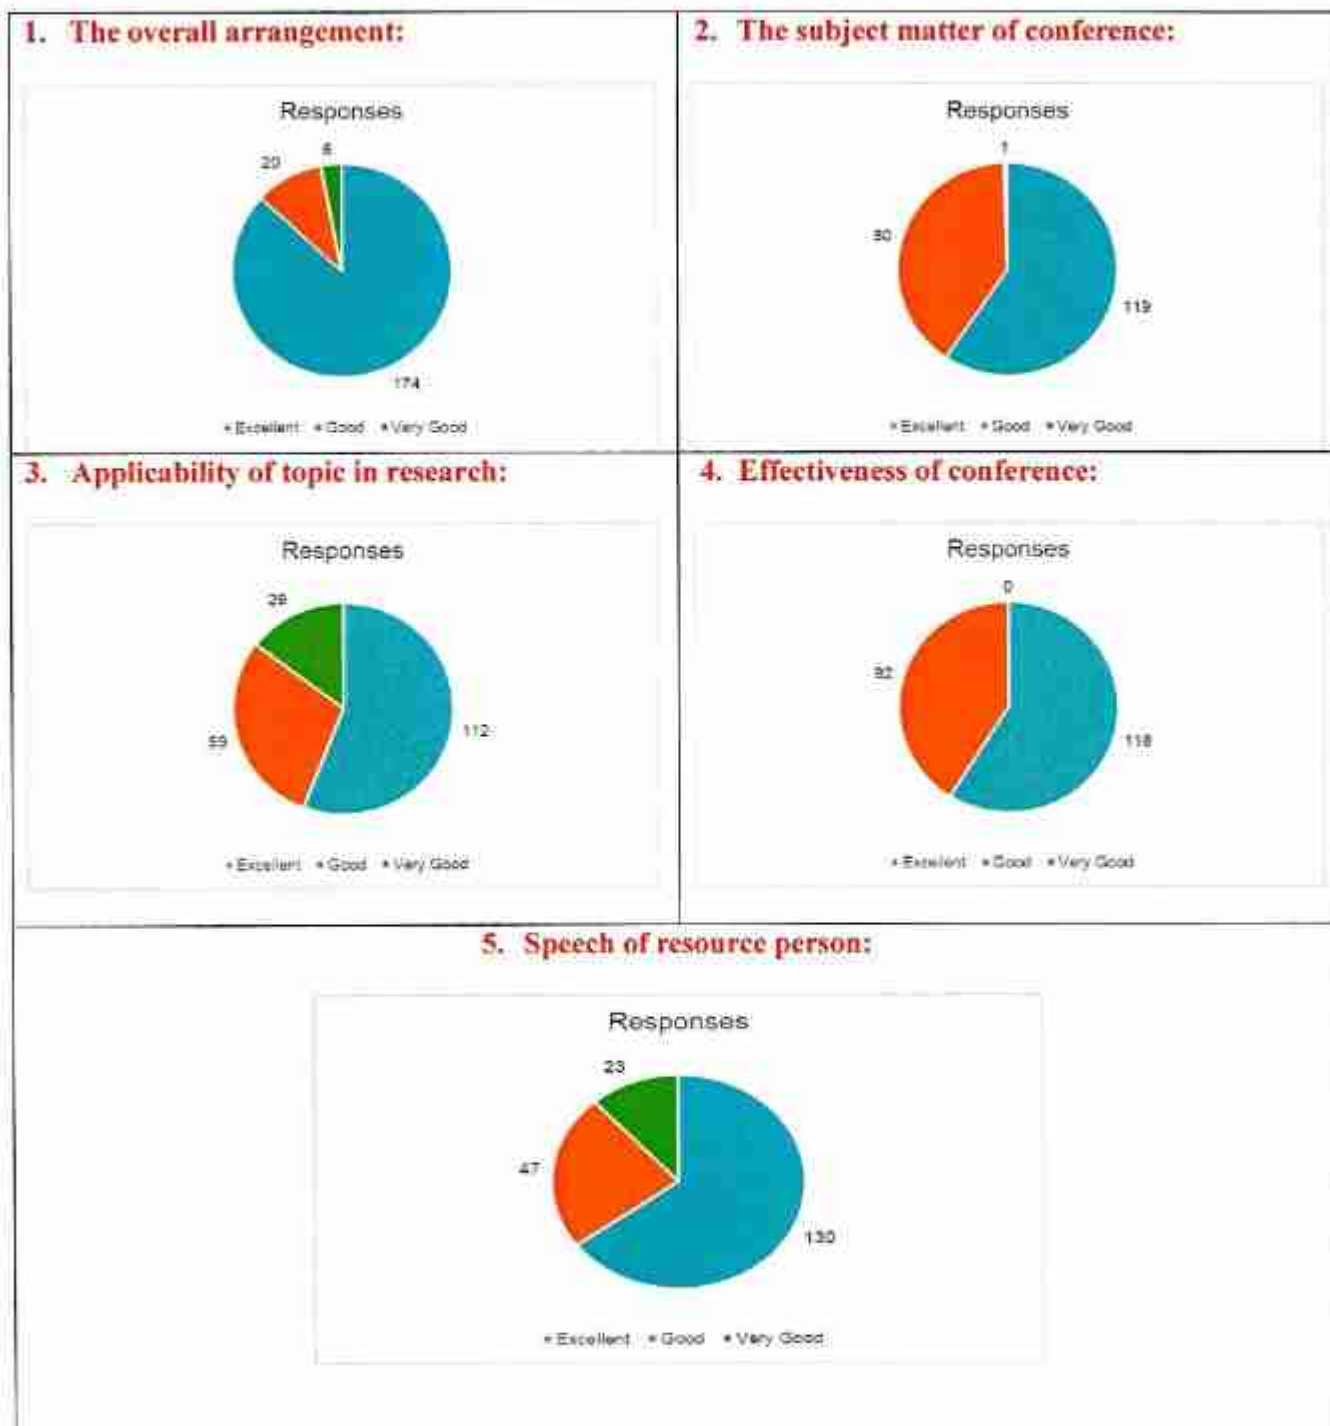 1. The overall arrangement:
Responses
20
6
174
Excellent Good Very Good
2. The subject matter of conference:
Responses
1
80
119
Excellent Good Very Good
3. Applicability of topic in research:
Responses
29
59
112
Excellent Good Very Good
4. Effectiveness of conference:
Responses
0
82
118
Excellent Good Very Good
5. Speech of resource person:
Responses
23
47
130
Excellent Good Very Good